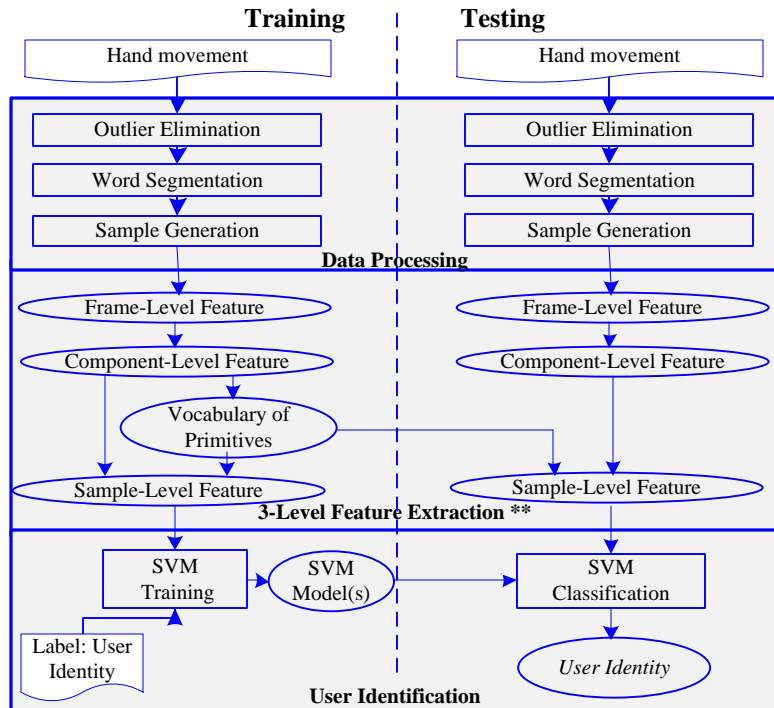 Training Testing
Hand movement Hand movement
Outlier Elimination Outlier Elimination
Word Segmentation Word Segmentation
Sample Generation Sample Generation
Data Processing
Frame-Level Feature Frame-Level Feature
Component-Level Feature Component-Level Feature
Vocabulary of
Primitives
Sample-Level Feature Sample-Level Feature
3-Level Feature Extraction **
SVM
Training
SVM
Model(s)
SVM
Classification
Label: User
Identity
User Identity
User Identification